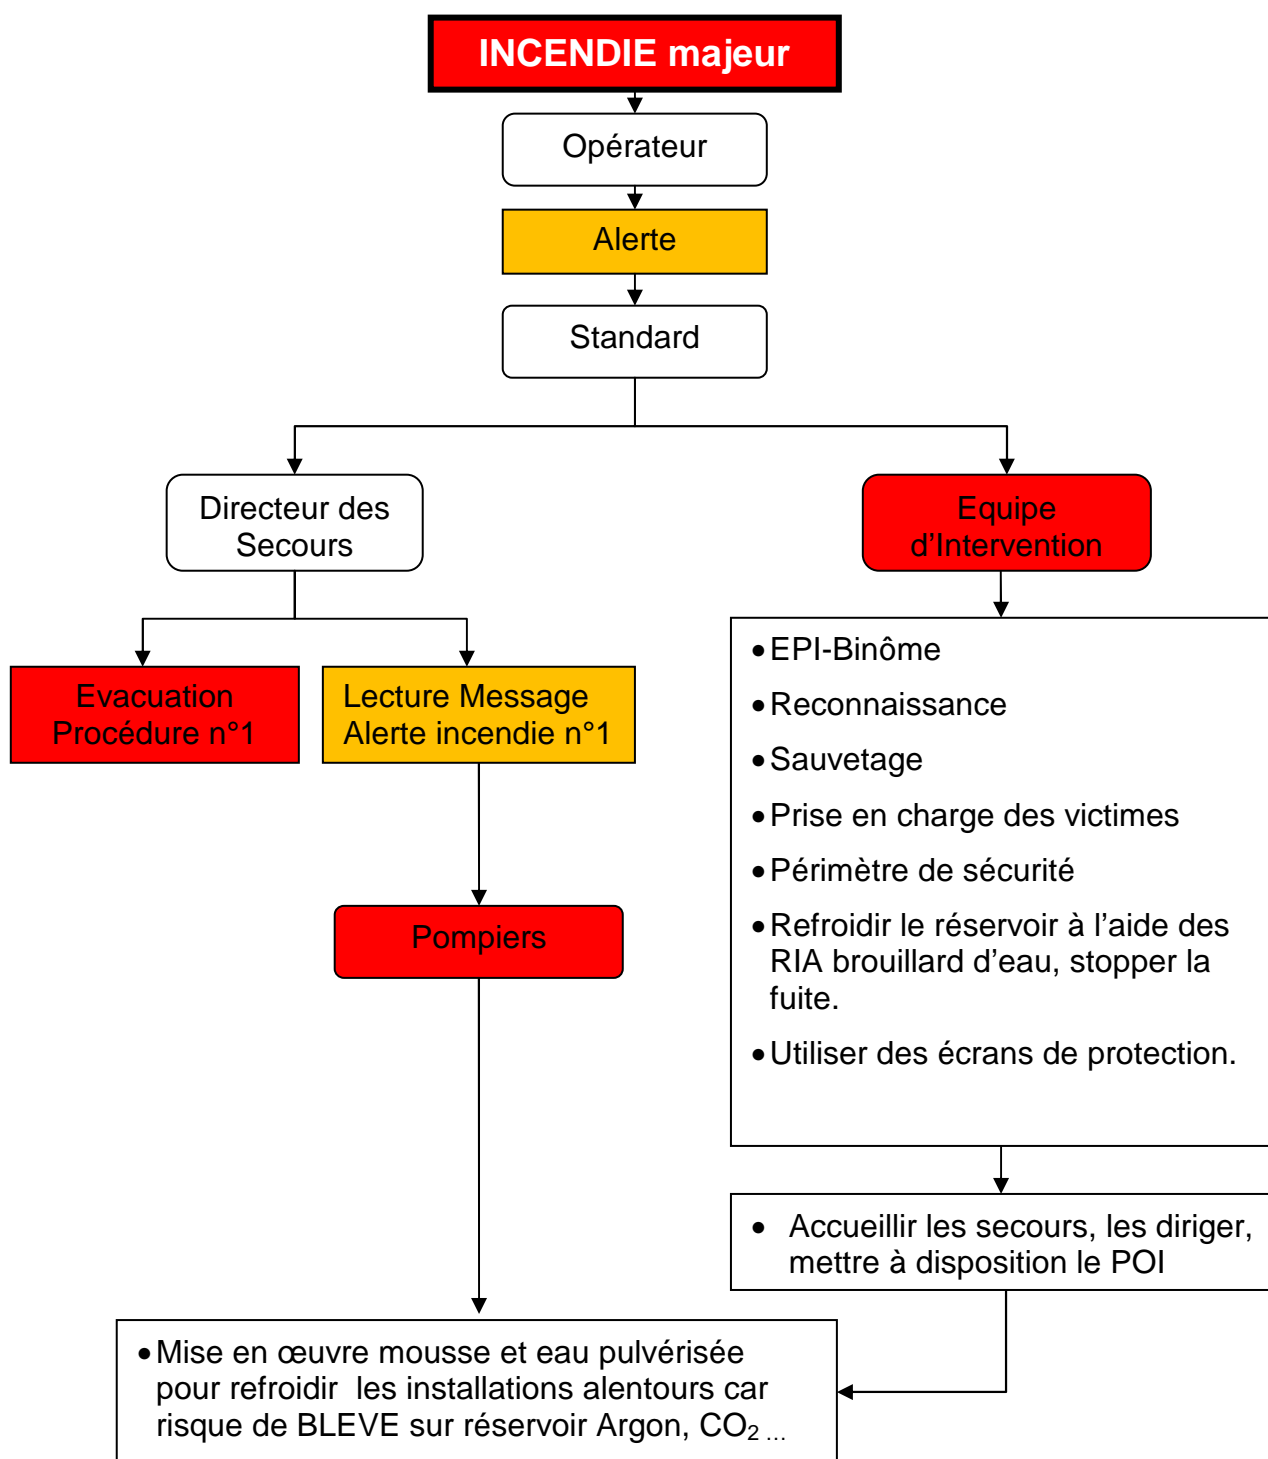 INCENDIE majeur
Opérateur
Alerte
Standard
Directeur des
Secours
Equipe
d’Intervention
Evacuation
Procédure n°1
Lecture Message
Alerte incendie n°1
Pompiers
•EPI-Binôme
•Reconnaissance
•Sauvetage
•Prise en charge des victimes
•Périmètre de sécurité
•Refroidir le réservoir à l’aide des
RIA brouillard d’eau, stopper la
fuite.
•Utiliser des écrans de protection.
• Accueillir les secours, les diriger,
mettre à disposition le POI
•Mise en œuvre mousse et eau pulvérisée
pour refroidir les installations alentours car
risque de BLEVE sur réservoir Argon, CO₂ …